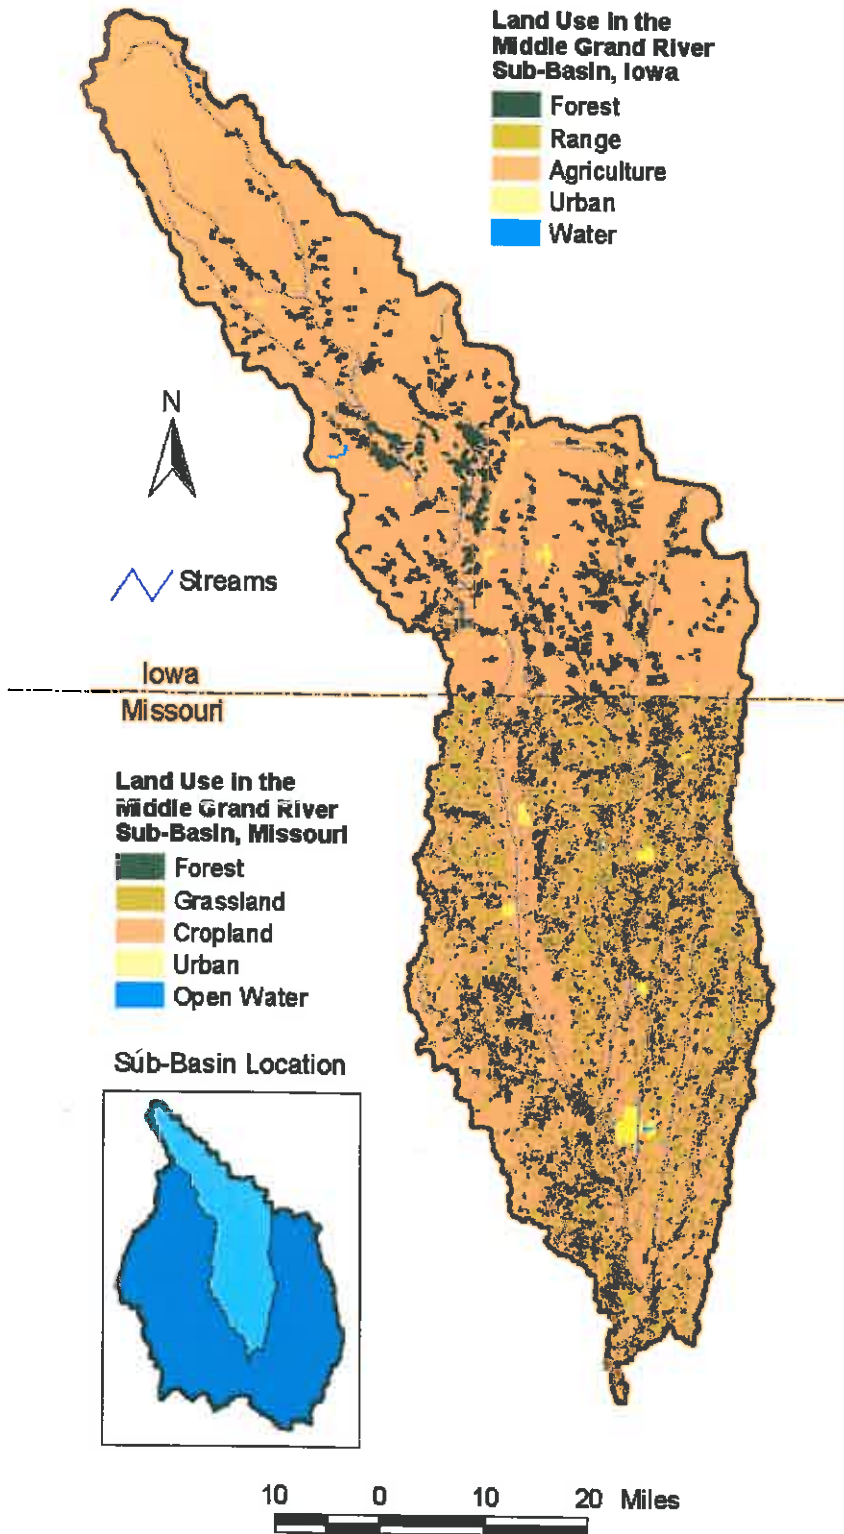 Land Use in the
Middle Grand River
Sub-Basin, Iowa
Forest
Range
Agriculture
Urban
Water
N
Streams
Iowa
Missouri
Land Use in the
Middle Grand River
Sub-Basin, Missouri
Forest
Grassland
Cropland
Urban
Open Water
Sub-Basin Location
10 0 10 20 Miles